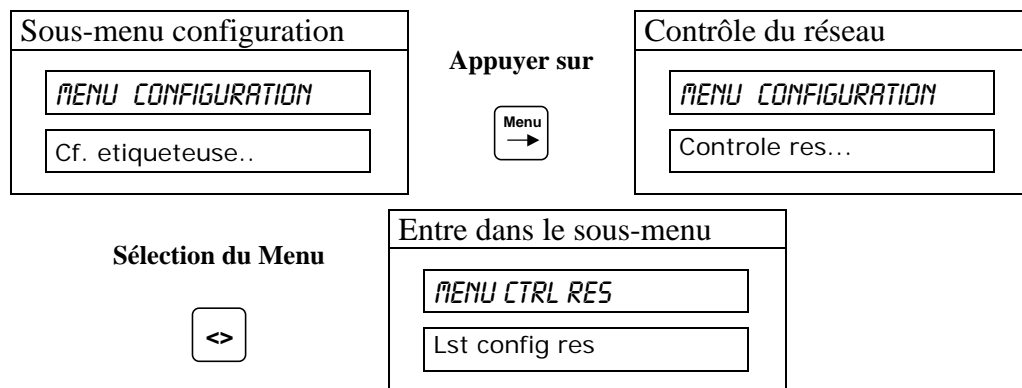 Sous-menu configuration
MENU CONFIGURATION
Cf. etiqueteuse..
Appuyer sur
Menu
Contrôle du réseau
MENU CONFIGURATION
Controle res...
Sélection du Menu
<>
Entre dans le sous-menu
MENU CTRL RES
Lst config res